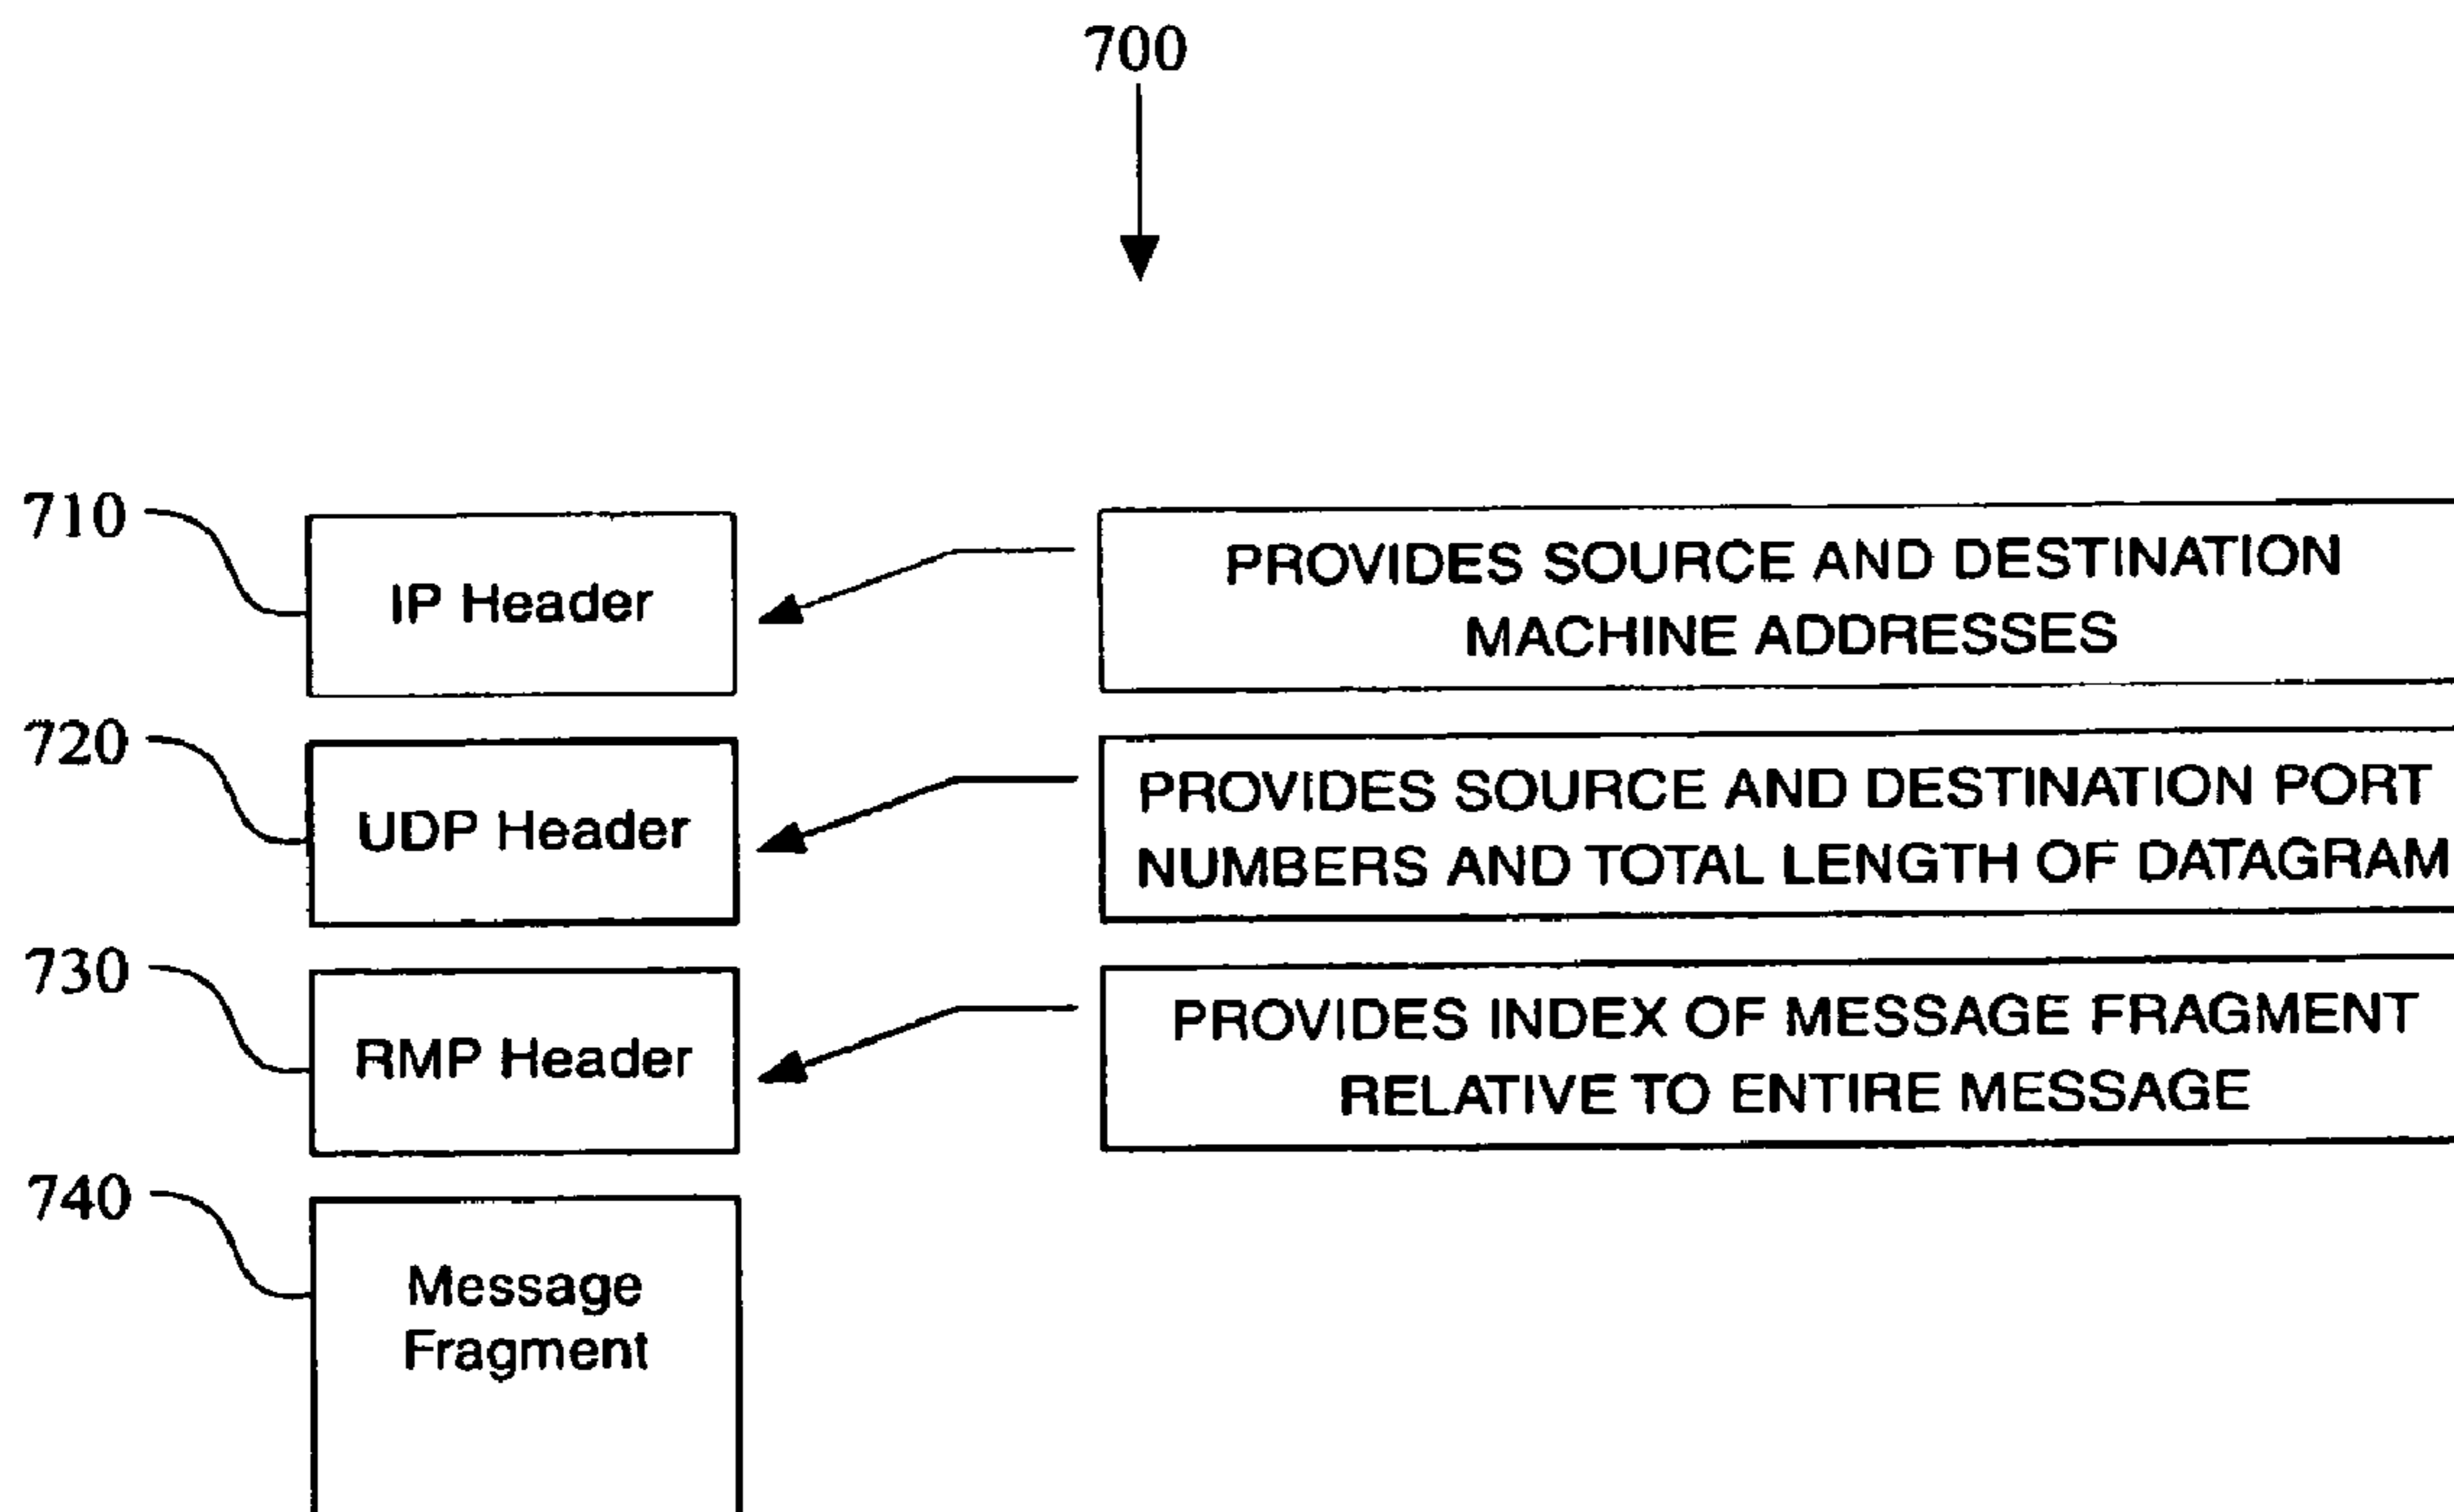 700
710
IP Header
PROVIDES SOURCE AND DESTINATION
MACHINE ADDRESSES
720
UDP Header
PROVIDES SOURCE AND DESTINATION PORT
NUMBERS AND TOTAL LENGTH OF DATAGRAM
730
RMP Header
PROVIDES INDEX OF MESSAGE FRAGMENT
RELATIVE TO ENTIRE MESSAGE
740
Message
Fragment